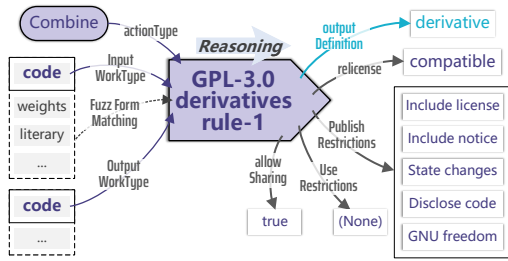 Combine
actionType
Reasoning
output
Definition
derivative
code
Input
WorkType
relicense
compatible
weights
literary
...
Fuzz Form
Matching
GPL-3.0
derivatives
rule-1
Include license
Include notice
State changes
Disclose code
GNU freedom
Publish
Restrictions
Output
WorkType
allow
Sharing
Use
Restrictions
code
...
true
(None)